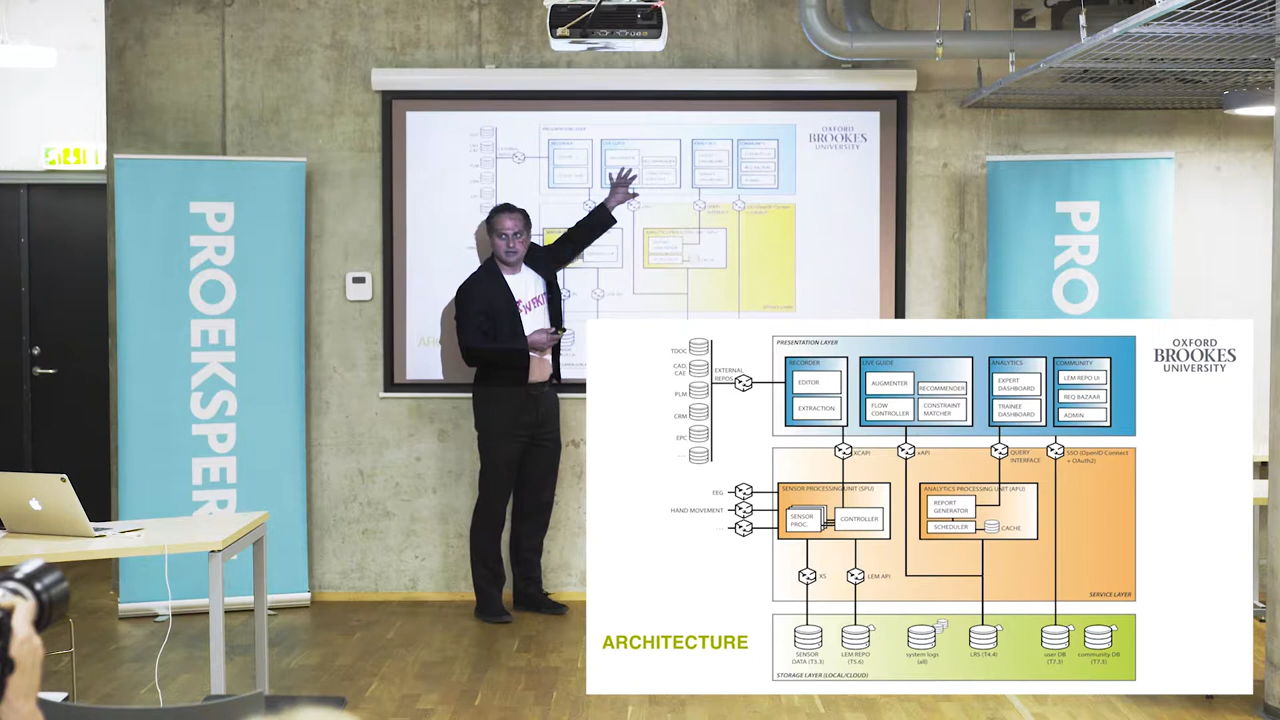 PROEKSPER
PRO
OXFORD
BROOKES
UNIVERSITY
OXFORD
BROOKES
UNIVERSITY
PRESENTATION LAYER
TDOC
CAD,
CAE
PLM
CRM
EPC
...
EXTERNAL
REPOS
RECORDER
EDITOR
EXTRACTION
LIVE GUIDE
AUGMENTER
RECOMMENDER
FLOW
CONTROLLER
CONSTRAINT
MATCHER
ANALYTICS
EXPERT
DASHBOARD
TRAINEE
DASHBOARD
COMMUNITY
LEM REPO UI
REQ BAZAAR
ADMIN
XCAPI
xAPI
QUERY
INTERFACE
SSO (OpenID Connect
+ OAuth2)
EEG
HAND MOVEMENT
...
SENSOR PROCESSING UNIT (SPU)
SENSOR
PROC.
CONTROLLER
ANALYTICS PROCESSING UNIT (APU)
REPORT
GENERATOR
SCHEDULER
CACHE
XS
LEM API
SERVICE LAYER
ARCHITECTURE
SENSOR
DATA (T3.3)
LEM REPO
(T5.6)
system logs
(all)
LRS (T4.4)
user DB
(T7.3)
community DB
(T7.3)
STORAGE LAYER (LOCAL/CLOUD)